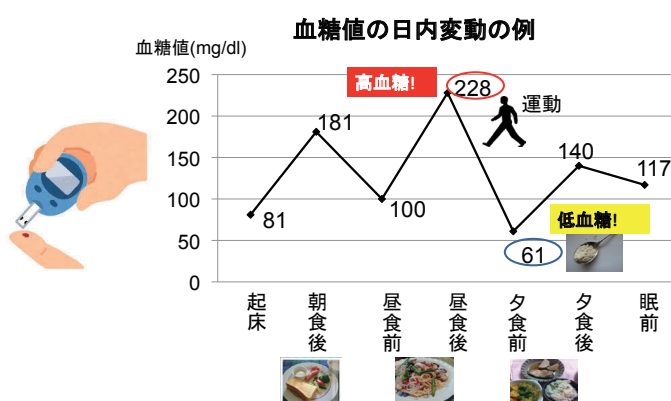 血糖値の日内変動の例
血糖値(mg/dl)
250
200
150
100
50
0
高血糖!
228
運動
181
140
117
81
100
低血糖!
61
起床
朝食後
昼食前
昼食後
夕食前
夕食後
眠前